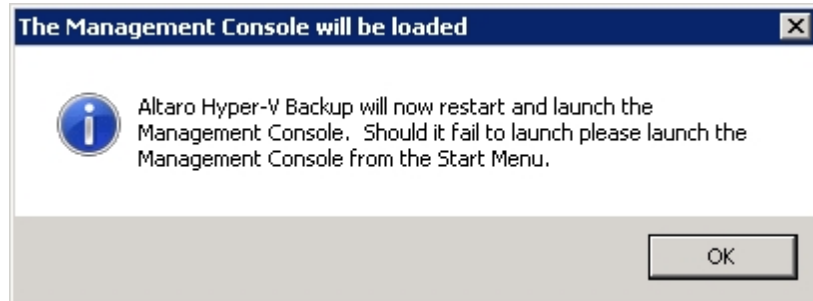 The Management Console will be loaded
Altaro Hyper-V Backup will now restart and launch the
Management Console.  Should it fail to launch please launch the
Management Console from the Start Menu.
OK